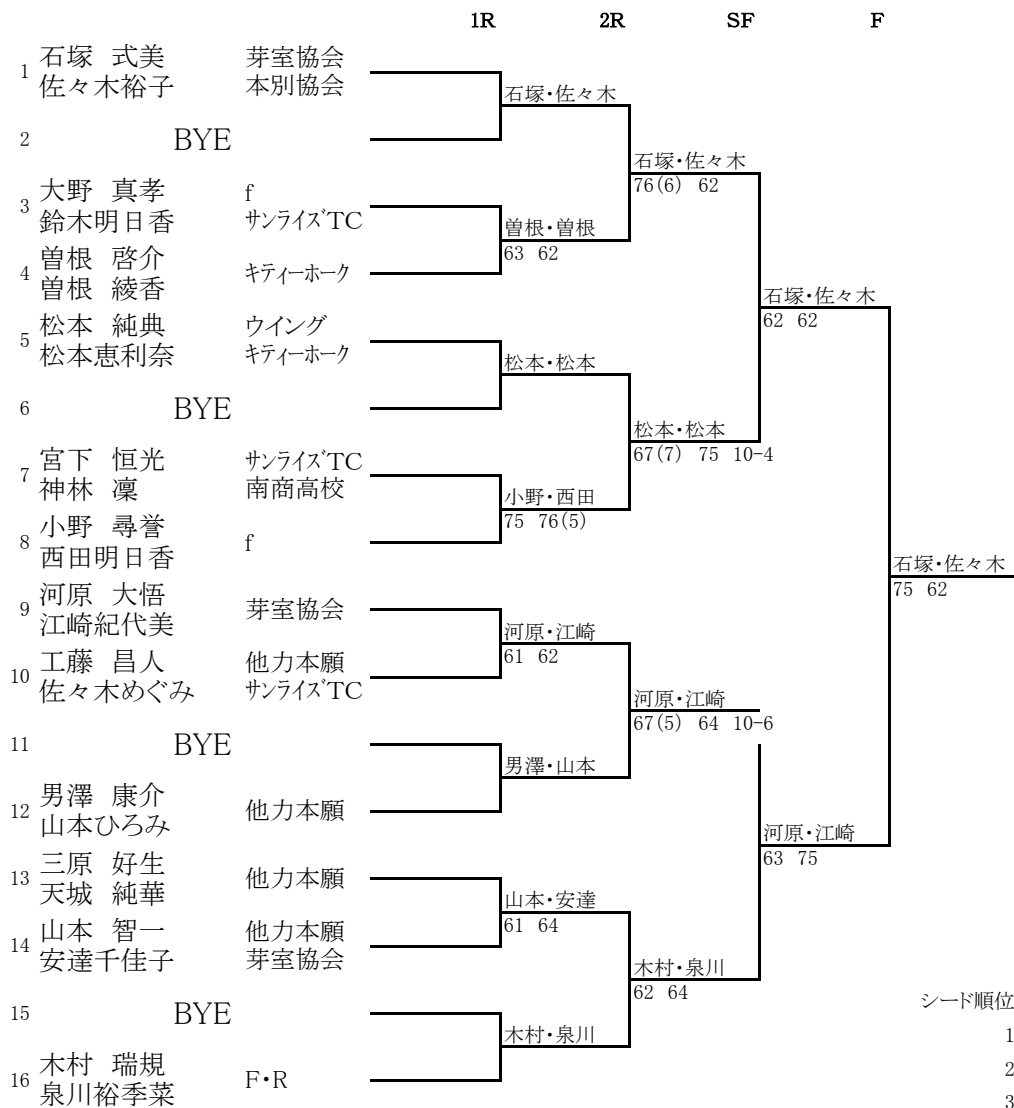 1R 2R SF F
1 石塚 式美 芽室協会
佐々木裕子 本別協会
石塚・佐々木
2 BYE
石塚・佐々木
76(6) 62
3 大野 真孝 f
鈴木明日香 サンライズTC
曽根・曽根
63 62
4 曽根 啓介 キティーホーク
曽根 綾香
石塚・佐々木
62 62
5 松本 純典 ウイング
松本恵利奈 キティーホーク
松本・松本
6 BYE
松本・松本
67(7) 75 10-4
7 宮下 恒光 サンライズTC
神林 凜 南商高校
小野・西田
75 76(5)
8 小野 尋誉 f
西田明日香
石塚・佐々木
75 62
9 河原 大悟 芽室協会
江崎紀代美
河原・江崎
61 62
10 工藤 昌人 他力本願
佐々木めぐみ サンライズTC
河原・江崎
67(5) 64 10-6
11 BYE
男澤・山本
12 男澤 康介 他力本願
山本ひろみ
河原・江崎
63 75
13 三原 好生 他力本願
天城 純華
山本・安達
61 64
14 山本 智一 他力本願
安達千佳子 芽室協会
木村・泉川
62 64
15 BYE
木村・泉川
16 木村 瑞規 F・R
泉川裕季菜
シード順位
1
2
3